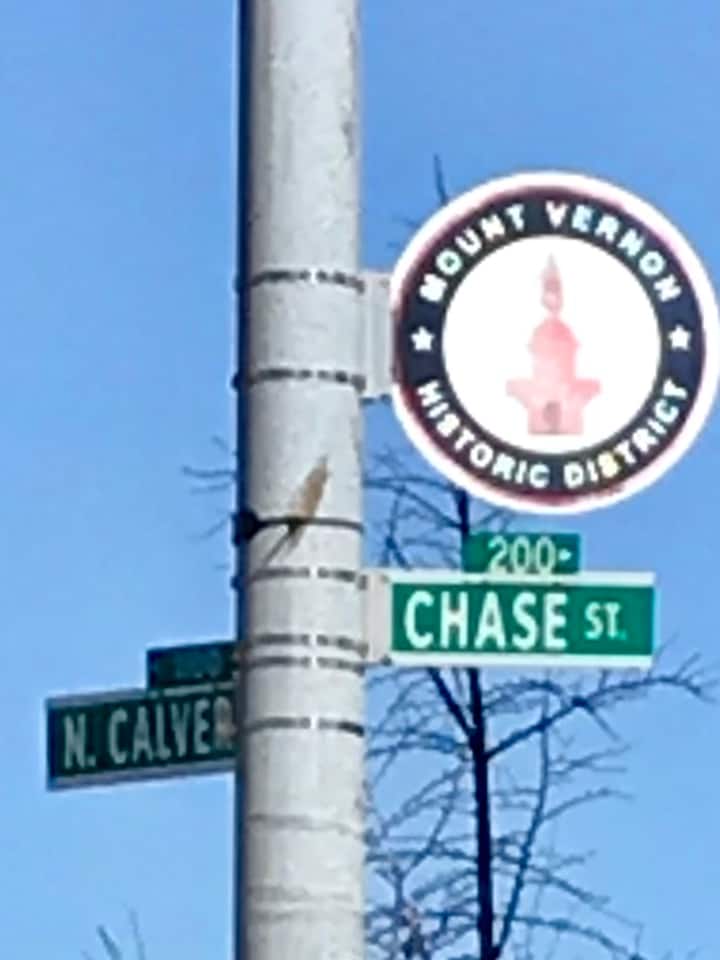 MOUNT VERNON
HISTORIC DISTRICT
200
CHASE ST.
N. CALVER